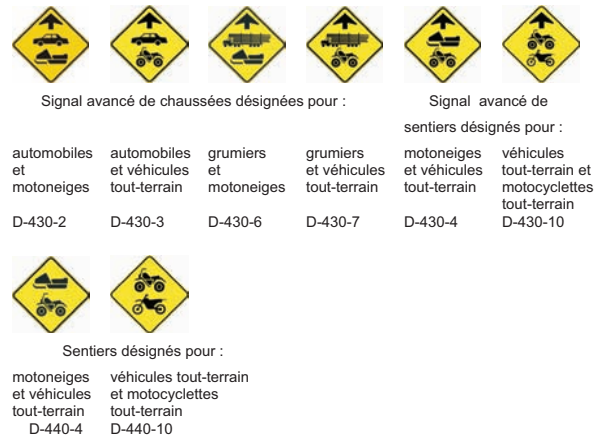 Signal avancé de chaussées désignées pour :
Signal avancé de
sentiers désignés pour :
automobiles
et
motoneiges
D-430-2
automobiles
et véhicules
tout-terrain
D-430-3
grumiers
et
motoneiges
D-430-6
grumiers
et véhicules
tout-terrain
D-430-7
motoneiges
et véhicules
tout-terrain
D-430-4
véhicules
tout-terrain et
motocyclettes
tout-terrain
D-430-10
Sentiers désignés pour :
motoneiges
et véhicules
tout-terrain
D-440-4
véhicules tout-terrain
et motocyclettes
tout-terrain
D-440-10